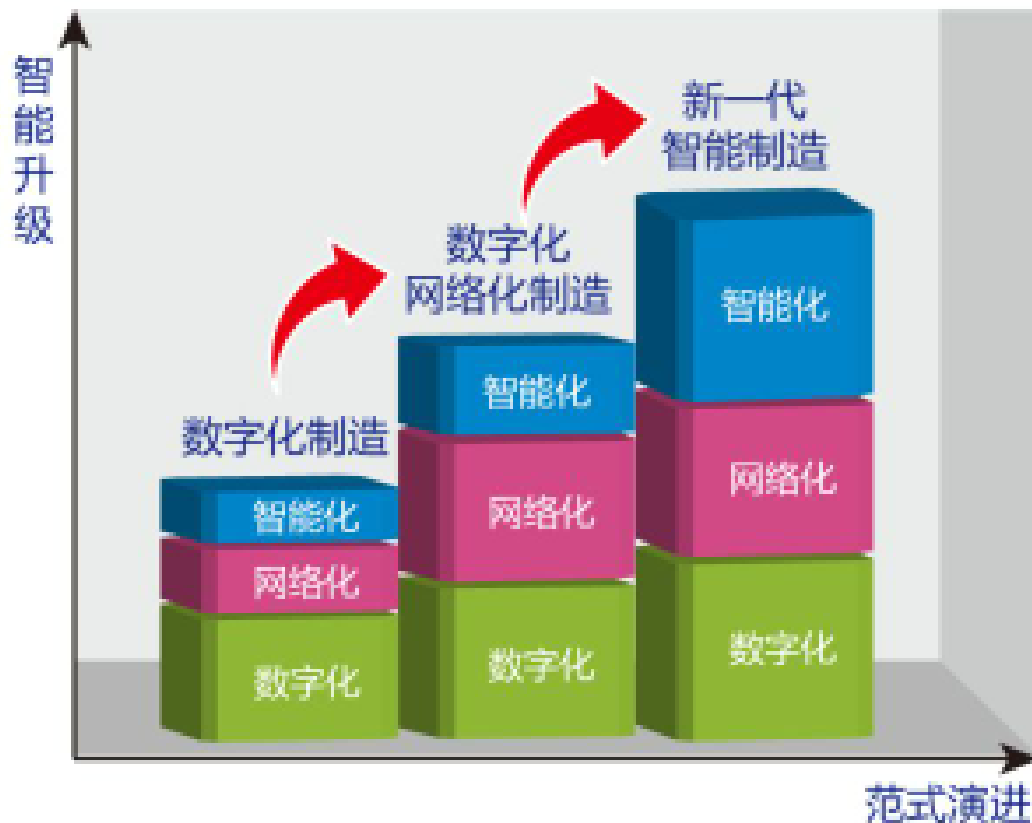 智能升级
新一代
智能制造
数字化
网络化制造
数字化制造
智能化
网络化
数字化
智能化
网络化
数字化
智能化
网络化
数字化
范式演进